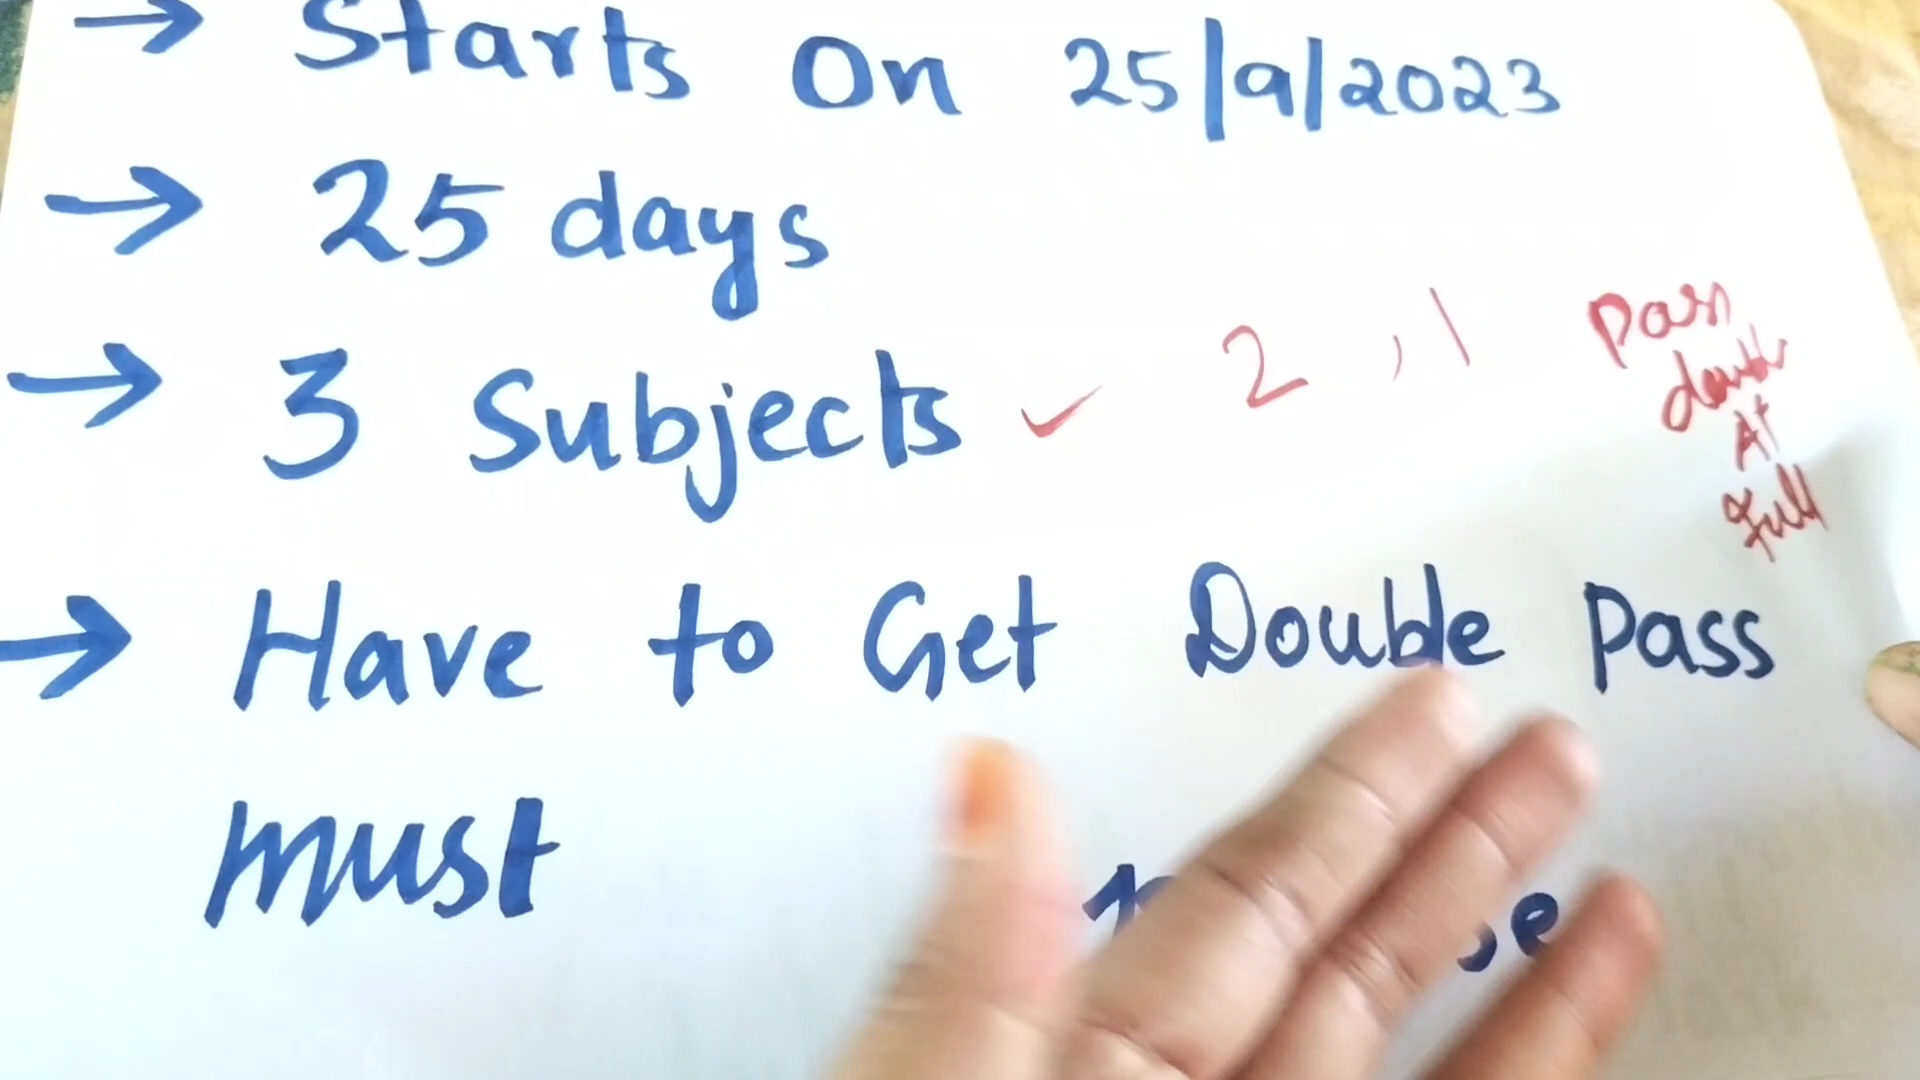 → Starts On 25/9/2023
→ 25 days
→ 3 Subjects ✓ 2 , 1
Pass
double
At
full
→ Have to Get Double Pass
must